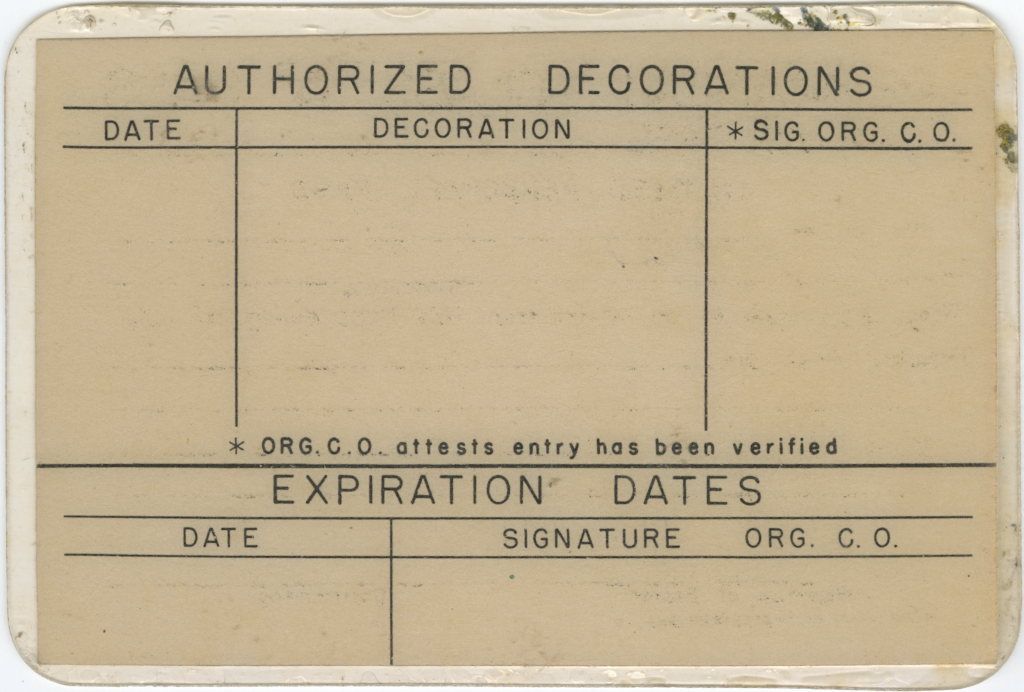 AUTHORIZED DECORATIONS
DATE DECORATION * SIG. ORG. C. O.
* ORG. C. O. attests entry has been verified
EXPIRATION DATES
DATE SIGNATURE ORG. C. O.